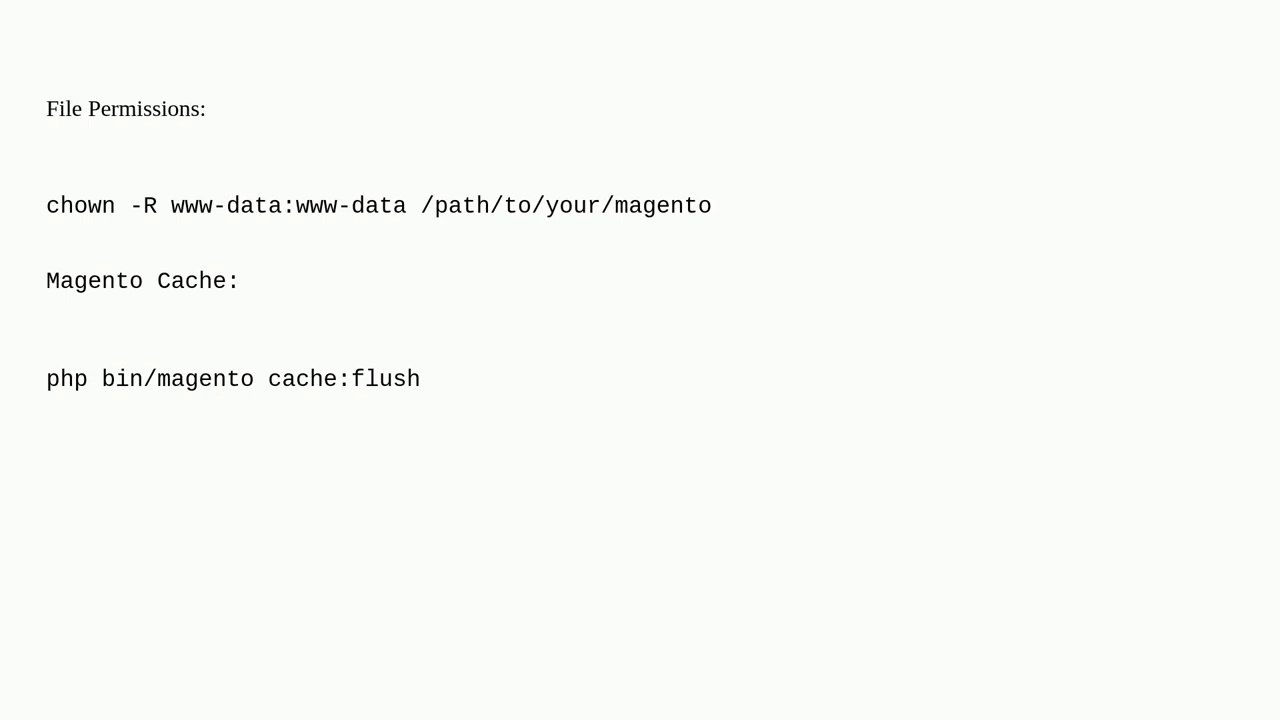 File Permissions:
chown -R www-data:www-data /path/to/your/magento
Magento Cache:
php bin/magento cache:flush